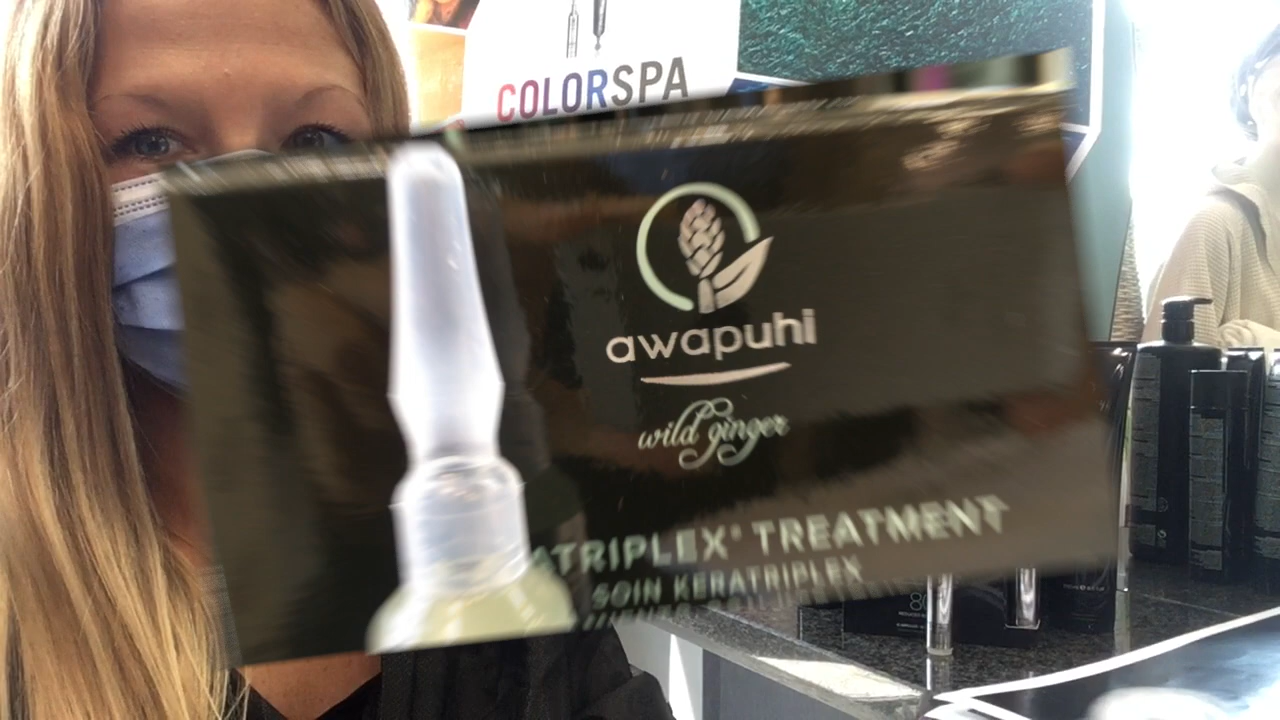 COLORSPA
awapuhi
wild ginger
ATRIPLEX® TREATMENT
SOIN KERATRIPLEX